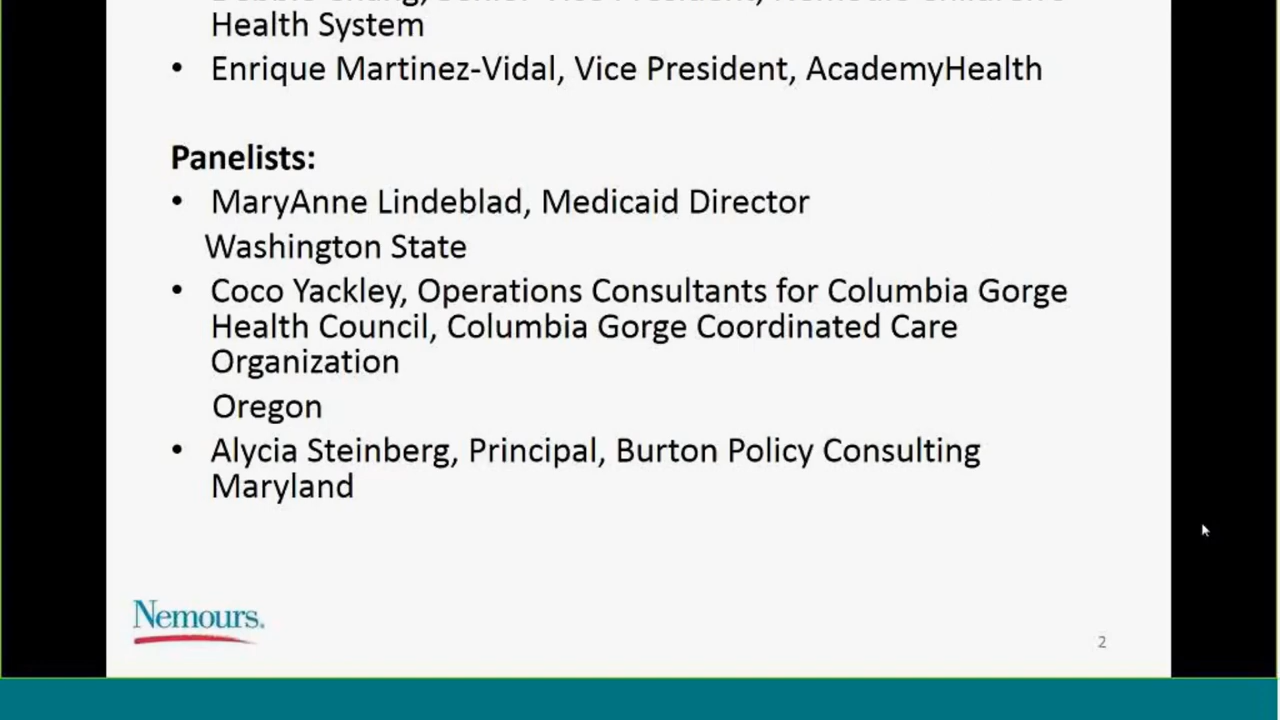 Health System
• Enrique Martinez-Vidal, Vice President, AcademyHealth
Panelists:
• MaryAnne Lindeblad, Medicaid Director
Washington State
• Coco Yackley, Operations Consultants for Columbia Gorge
Health Council, Columbia Gorge Coordinated Care
Organization
Oregon
• Alycia Steinberg, Principal, Burton Policy Consulting
Maryland
Nemours.
2